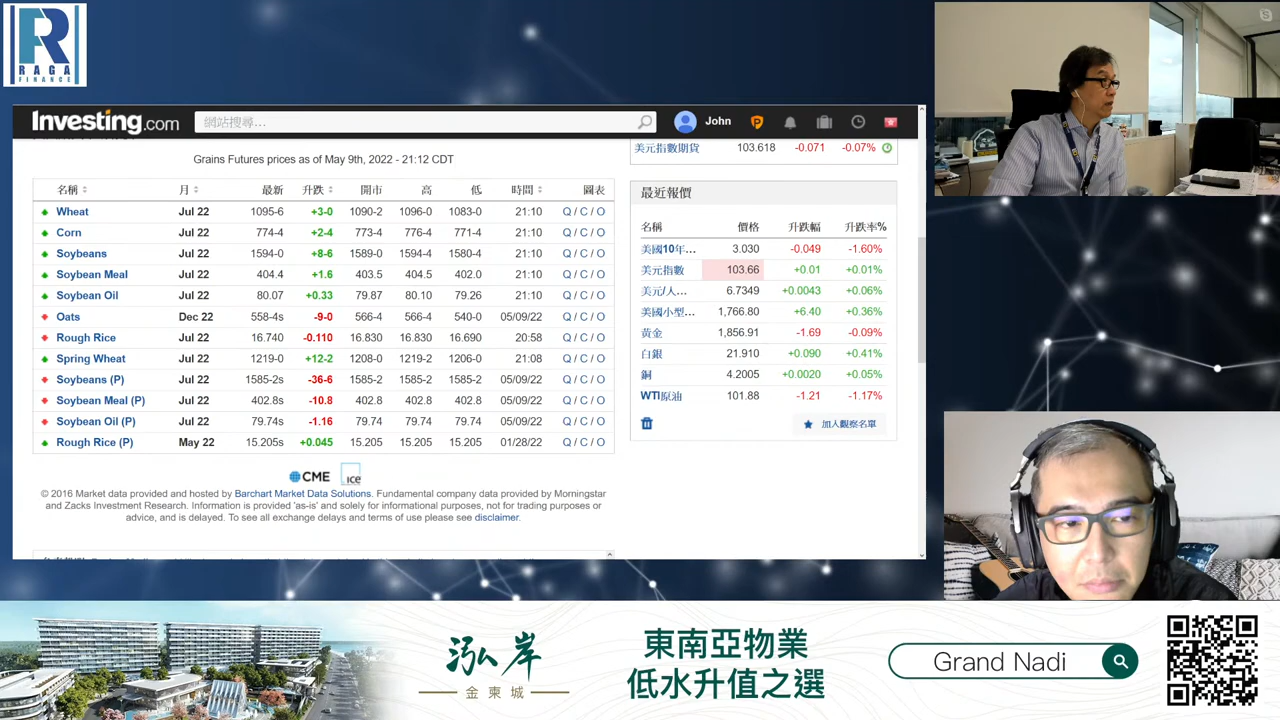 RAGA
FINANCE
Investing.com
網站搜尋...
John
Grains Futures prices as of May 9th, 2022 - 21:12 CDT
名稱 月 最新 升跌 開市 高 低 時間 圖表
Wheat Jul 22 1095-6 +3-0 1090-2 1096-0 1083-0 21:10 Q / C / O
Corn Jul 22 774-4 +2-4 773-4 776-4 771-4 21:10 Q / C / O
Soybeans Jul 22 1594-0 +8-6 1589-0 1594-4 1580-4 21:10 Q / C / O
Soybean Meal Jul 22 404.4 +1.6 403.5 404.5 402.0 21:10 Q / C / O
Soybean Oil Jul 22 80.07 +0.33 79.87 80.10 79.26 21:10 Q / C / O
Oats Dec 22 558-4s -9-0 566-4 566-4 540-0 05/09/22 Q / C / O
Rough Rice Jul 22 16.740 -0.110 16.830 16.830 16.690 20:58 Q / C / O
Spring Wheat Jul 22 1219-0 +12-2 1208-0 1219-2 1206-0 21:08 Q / C / O
Soybeans (P) Jul 22 1585-2s -36-6 1585-2 1585-2 1585-2 05/09/22 Q / C / O
Soybean Meal (P) Jul 22 402.8s -10.8 402.8 402.8 402.8 05/09/22 Q / C / O
Soybean Oil (P) Jul 22 79.74s -1.16 79.74 79.74 79.74 05/09/22 Q / C / O
Rough Rice (P) May 22 15.205s +0.045 15.205 15.205 15.205 01/28/22 Q / C / O
CME ice
© 2016 Market data provided and hosted by Barchart Market Data Solutions. Fundamental company data provided by Morningstar
and Zacks Investment Research. Information is provided 'as-is' and solely for informational purposes, not for trading purposes or
advice, and is delayed. To see all exchange delays and terms of use please see disclaimer.
美元指數期貨 103.618 -0.071 -0.07%
最近報價
名稱 價格 升跌幅 升跌率%
美國10年... 3.030 -0.049 -1.60%
美元指數 103.66 +0.01 +0.01%
美元/人... 6.7349 +0.0043 +0.06%
美國小型... 1,766.80 +6.40 +0.36%
黃金 1,856.91 -1.69 -0.09%
白銀 21.910 +0.090 +0.41%
銅 4.2005 +0.0020 +0.05%
WTI原油 101.88 -1.21 -1.17%
加入觀察名單
泓岸
金東城
東南亞物業
低水升值之選
Grand Nadi